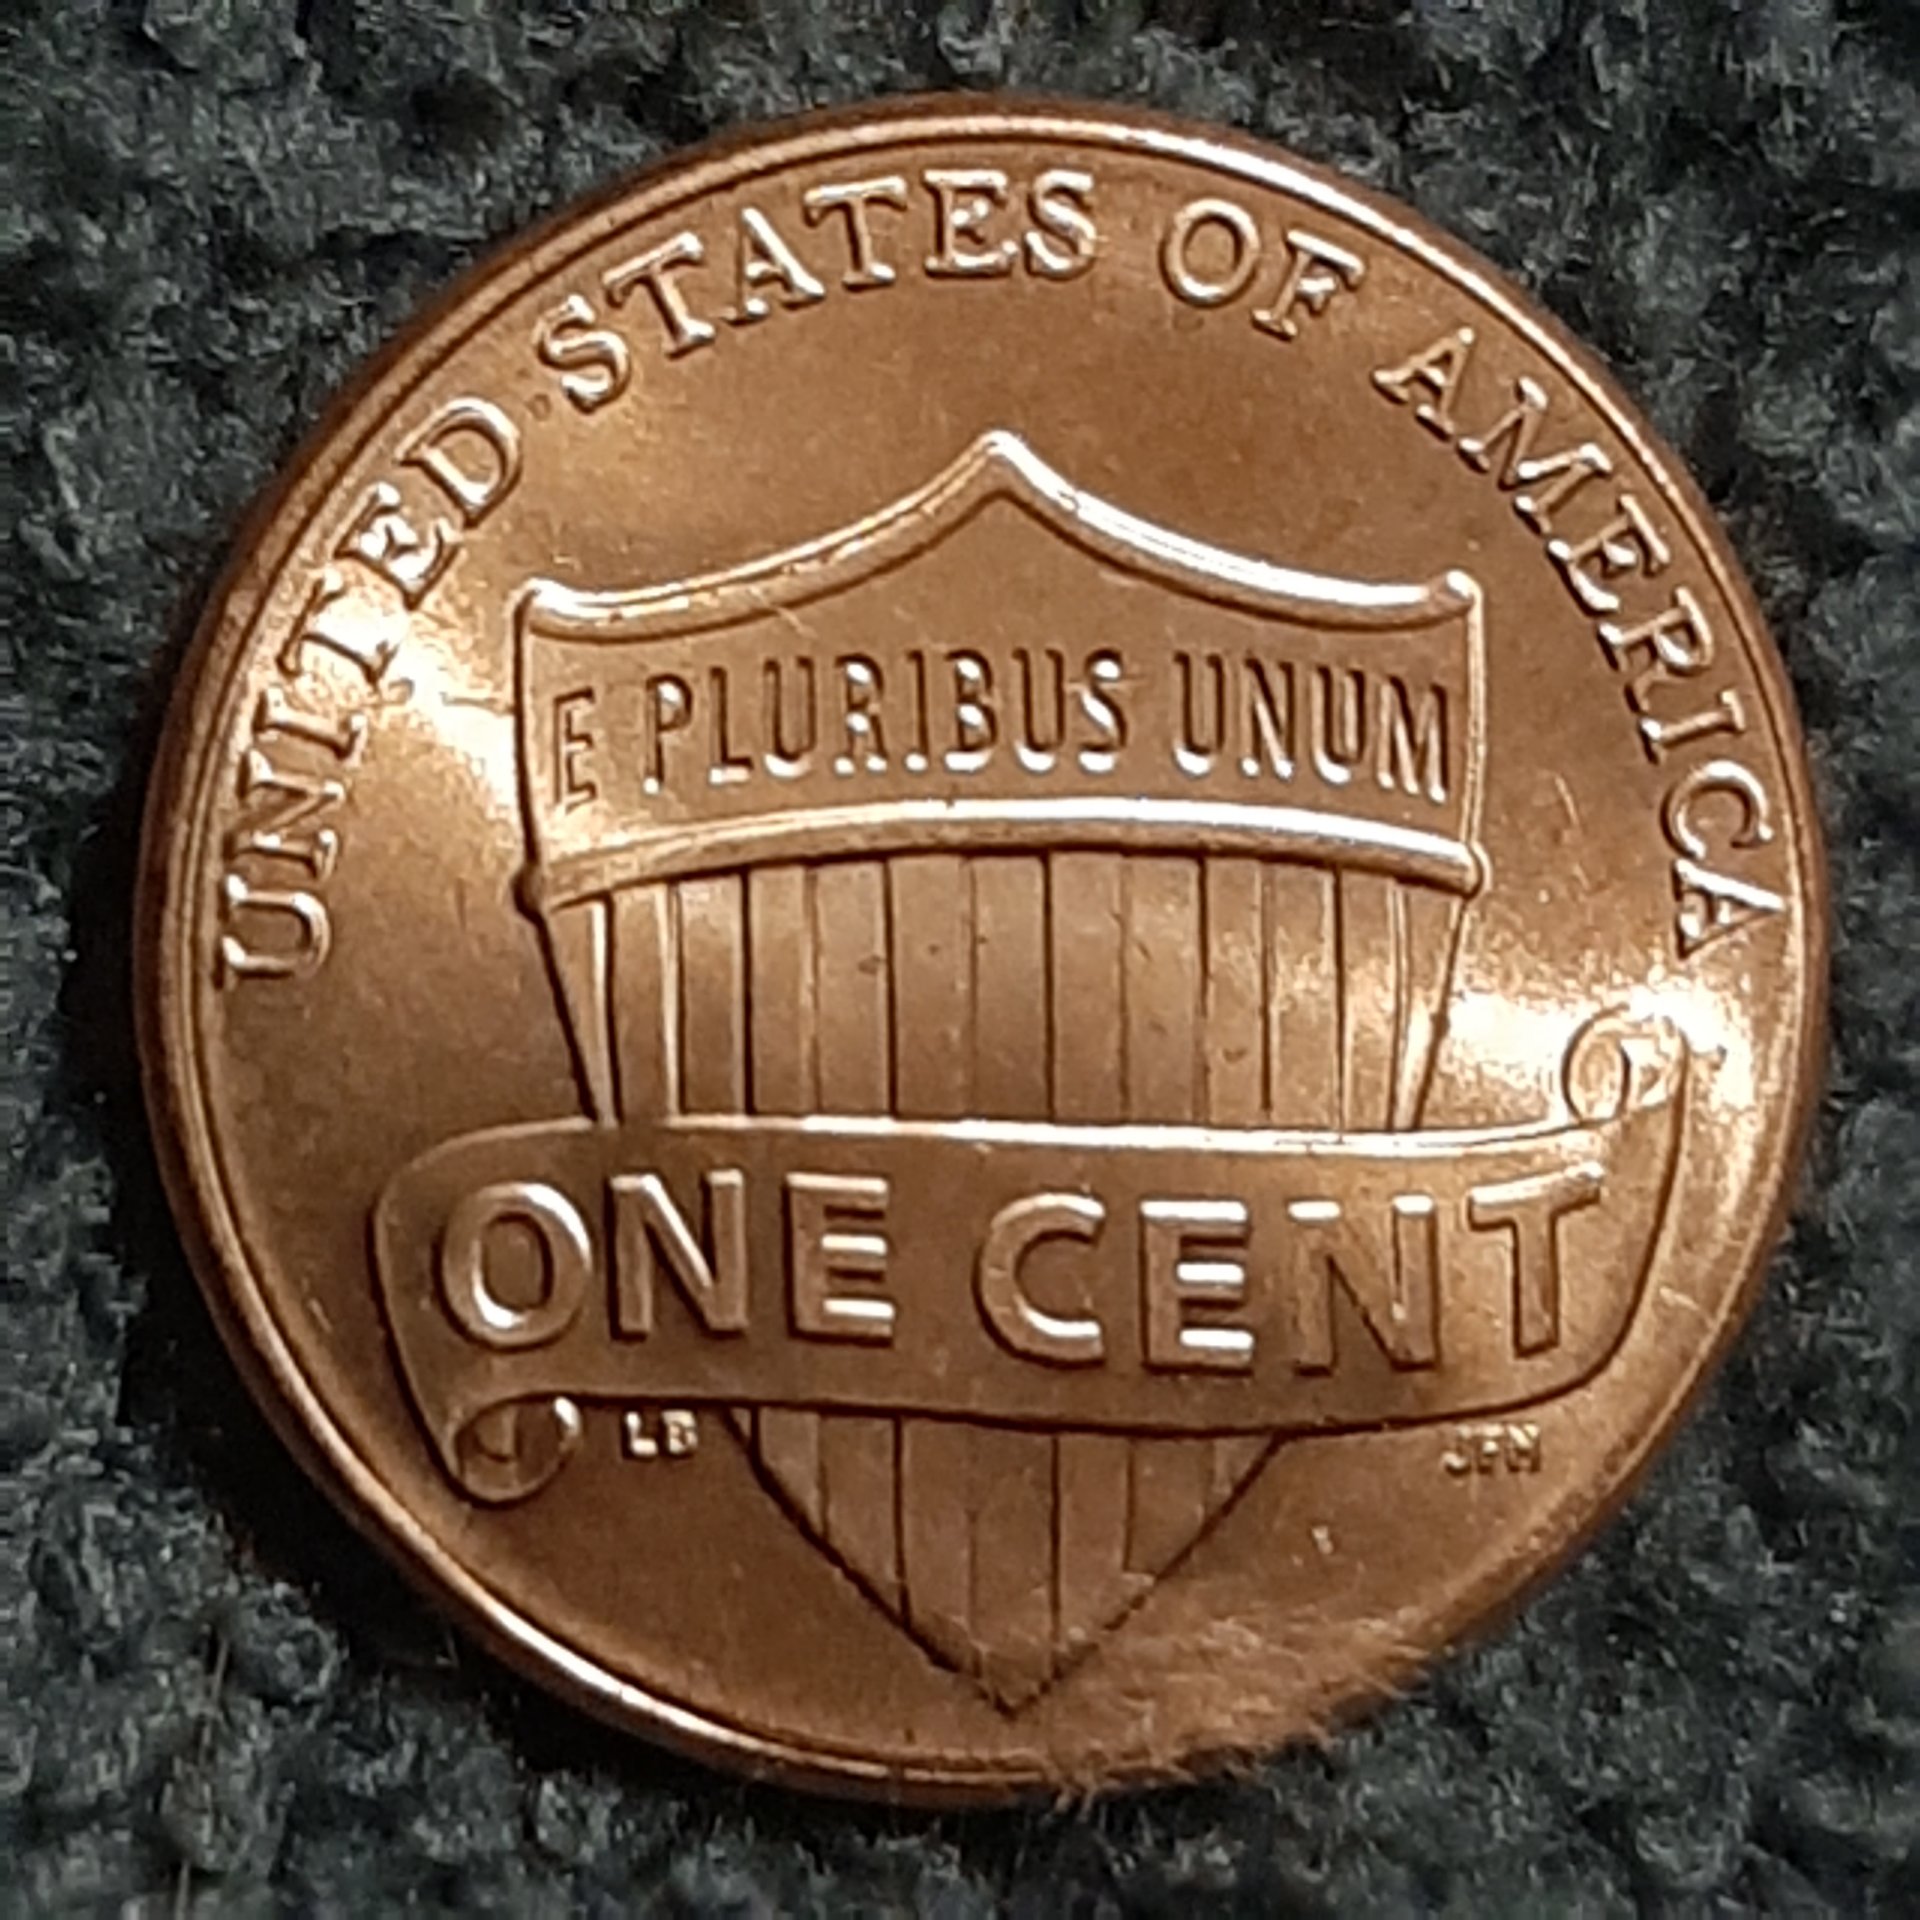 UNITED STATES OF AMERICA
E PLURIBUS UNUM
ONE CENT
LB
JFM